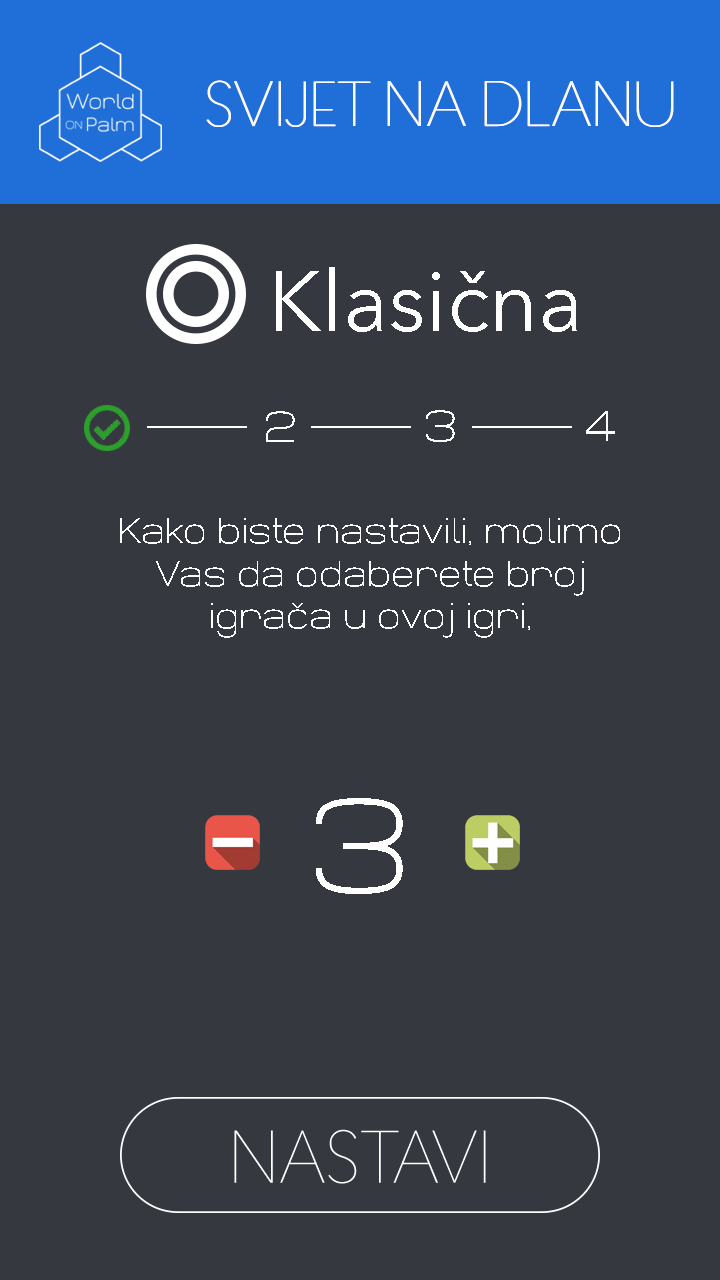 World
ON Palm
SVIJET NA DLANU
Klasična
2 3 4
Kako biste nastavili, molimo
Vas da odaberete broj
igrača u ovoj igri,
3
NASTAVI